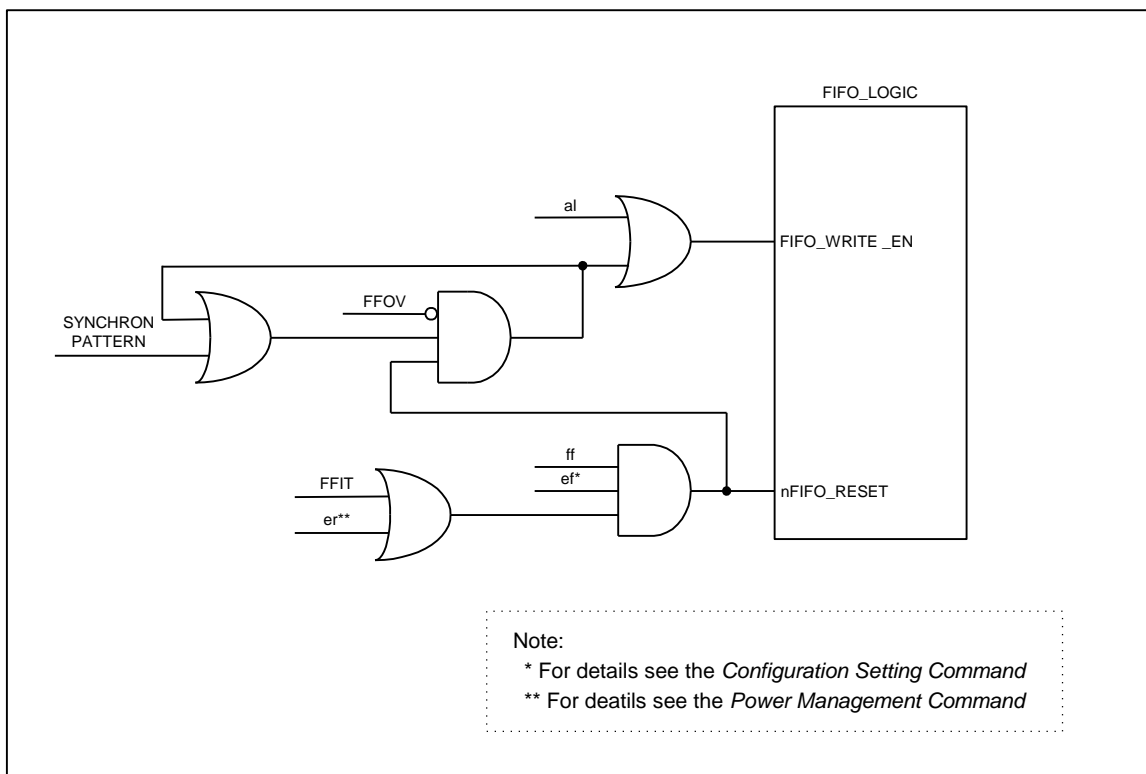 FIFO_LOGIC
al
FIFO_WRITE _EN
FFOV
SYNCHRON
PATTERN
ff
ef*
FFIT
er**
nFIFO_RESET
Note:
* For details see the Configuration Setting Command
** For deatils see the Power Management Command